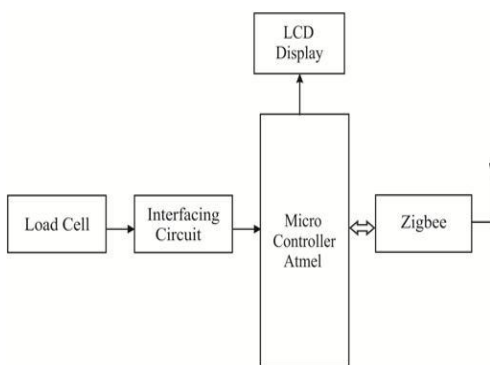 LCD
Display
Load Cell
Interfacing
Circuit
Micro
Controller
Atmel
Zigbee